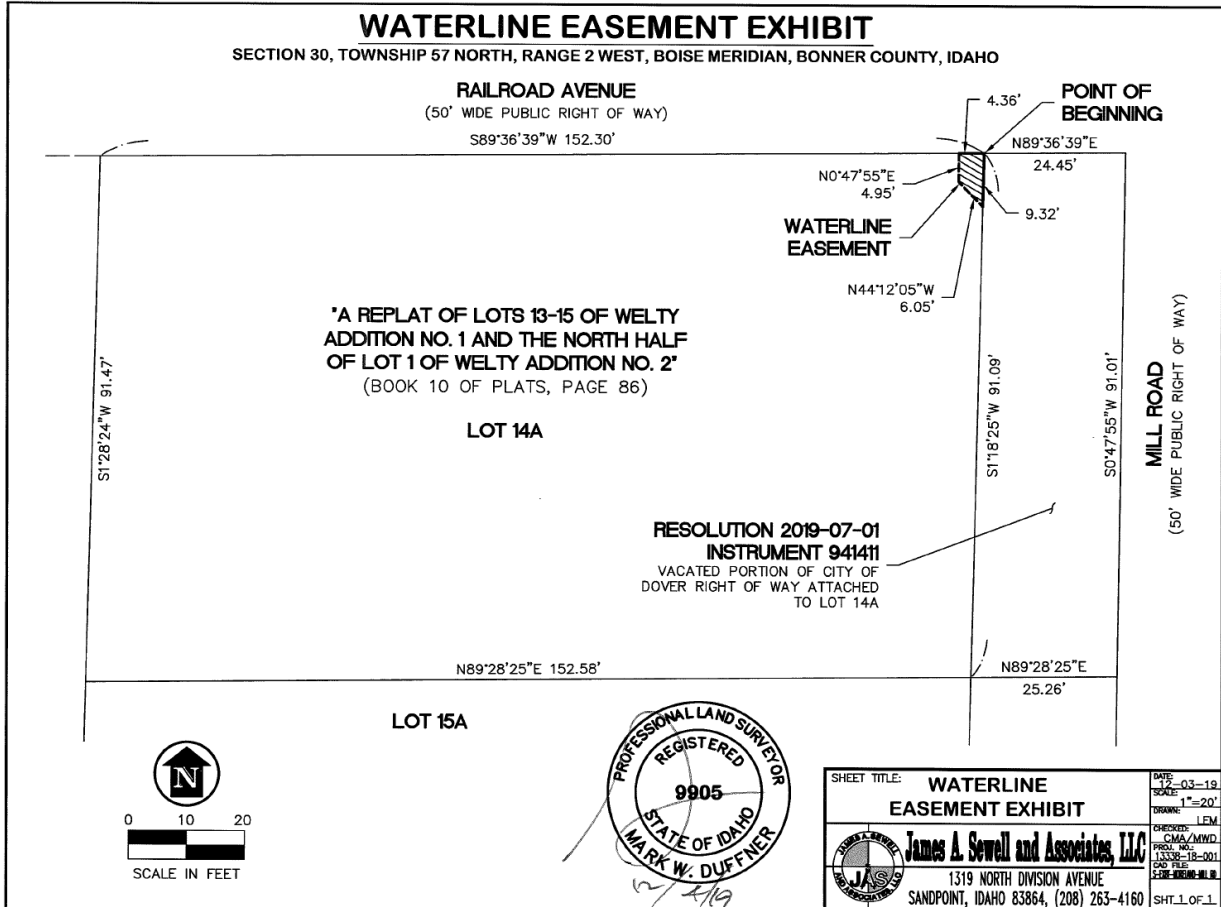 WATERLINE EASEMENT EXHIBIT
SECTION 30, TOWNSHIP 57 NORTH, RANGE 2 WEST, BOISE MERIDIAN, BONNER COUNTY, IDAHO
RAILROAD AVENUE
(50' WIDE PUBLIC RIGHT OF WAY)
S89°36'39"W 152.30'
4.36'
POINT OF
BEGINNING
N89°36'39"E
24.45'
N0°47'55"E
4.95'
9.32'
WATERLINE
EASEMENT
N44°12'05"W
6.05'
"A REPLAT OF LOTS 13-15 OF WELTY
ADDITION NO. 1 AND THE NORTH HALF
OF LOT 1 OF WELTY ADDITION NO. 2"
(BOOK 10 OF PLATS, PAGE 86)
LOT 14A
S1°28'24"W 91.47'
S1°18'25"W 91.09'
S0°47'55"W 91.01'
MILL ROAD
(50' WIDE PUBLIC RIGHT OF WAY)
RESOLUTION 2019-07-01
INSTRUMENT 941411
VACATED PORTION OF CITY OF
DOVER RIGHT OF WAY ATTACHED
TO LOT 14A
N89°28'25"E 152.58'
N89°28'25"E
25.26'
LOT 15A
N
0 10 20
SCALE IN FEET
PROFESSIONAL LAND SURVEYOR
REGISTERED
9905
STATE OF IDAHO
MARK W. DUFFNER
SHEET TITLE:
WATERLINE
EASEMENT EXHIBIT
JAMES A. SEWELL
JAS
AND ASSOCIATES, LLC
James A. Sewell and Associates, LLC
1319 NORTH DIVISION AVENUE
SANDPOINT, IDAHO 83864, (208) 263-4160
DATE:
12-03-19
SCALE:
1"=20'
DRAWN:
LEM
CHECKED:
CMA/MWD
PROJ. NO.:
13338-18-001
CAD FILE:
SHT 1 OF 1